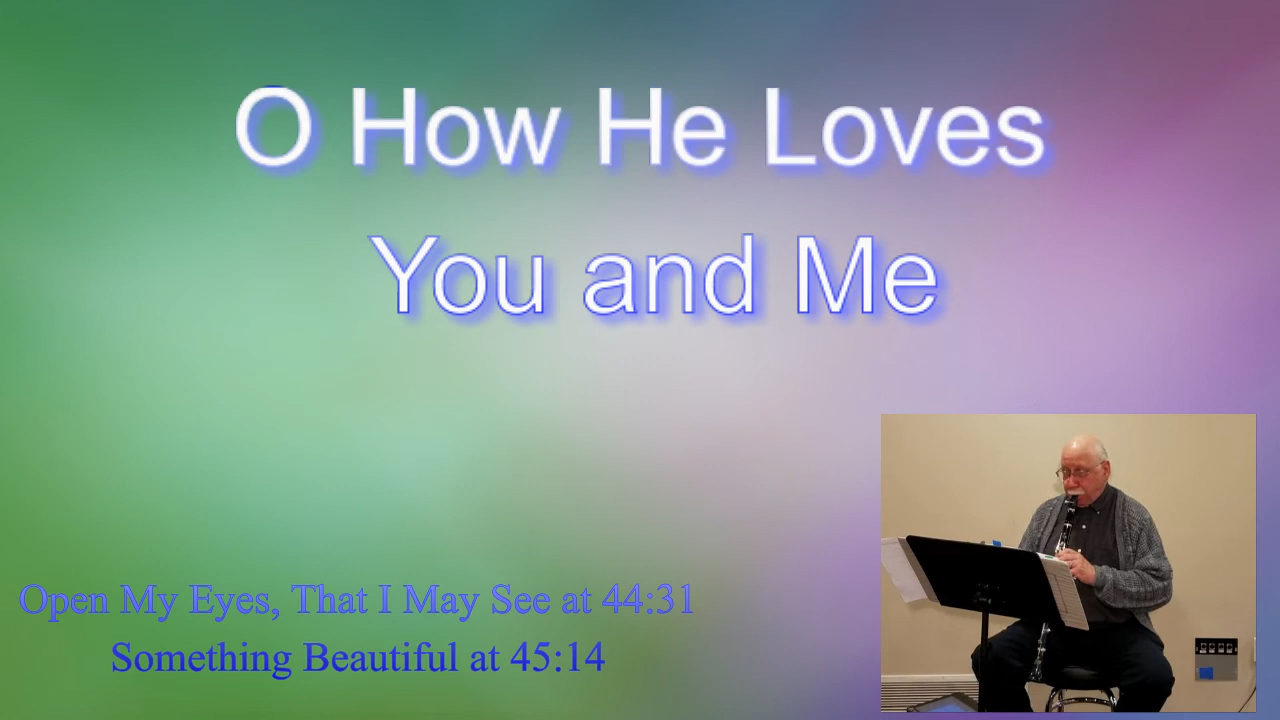 O How He Loves
You and Me
Open My Eyes, That I May See at 44:31
Something Beautiful at 45:14